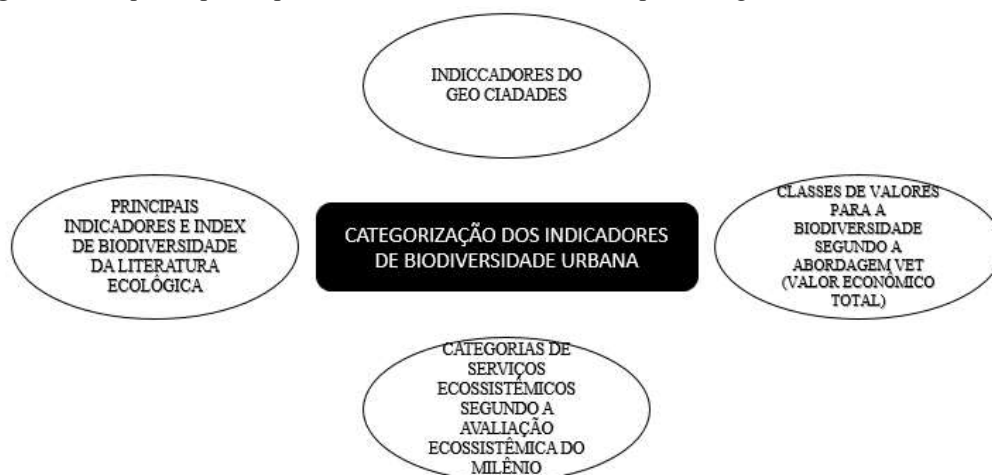 INDICCADORES DO
GEO CIADADES
PRINCIPAIS
INDICADORES E INDEX
DE BIODIVERSIDADE
DA LITERATURA
ECOLÓGICA
CATEGORIZAÇÃO DOS INDICADORES
DE BIODIVERSIDADE URBANA
CLASSES DE VALORES
PARA A
BIODIVERSIDADE
SEGUNDO A
ABORDAGEM VET
(VALOR ECONÔMICO
TOTAL)
CATEGORIAS DE
SERVIÇOS
ECOSSISTÊMICOS
SEGUNDO A
AVALIAÇÃO
ECOSSISTÊMICA DO
MILÊNIO